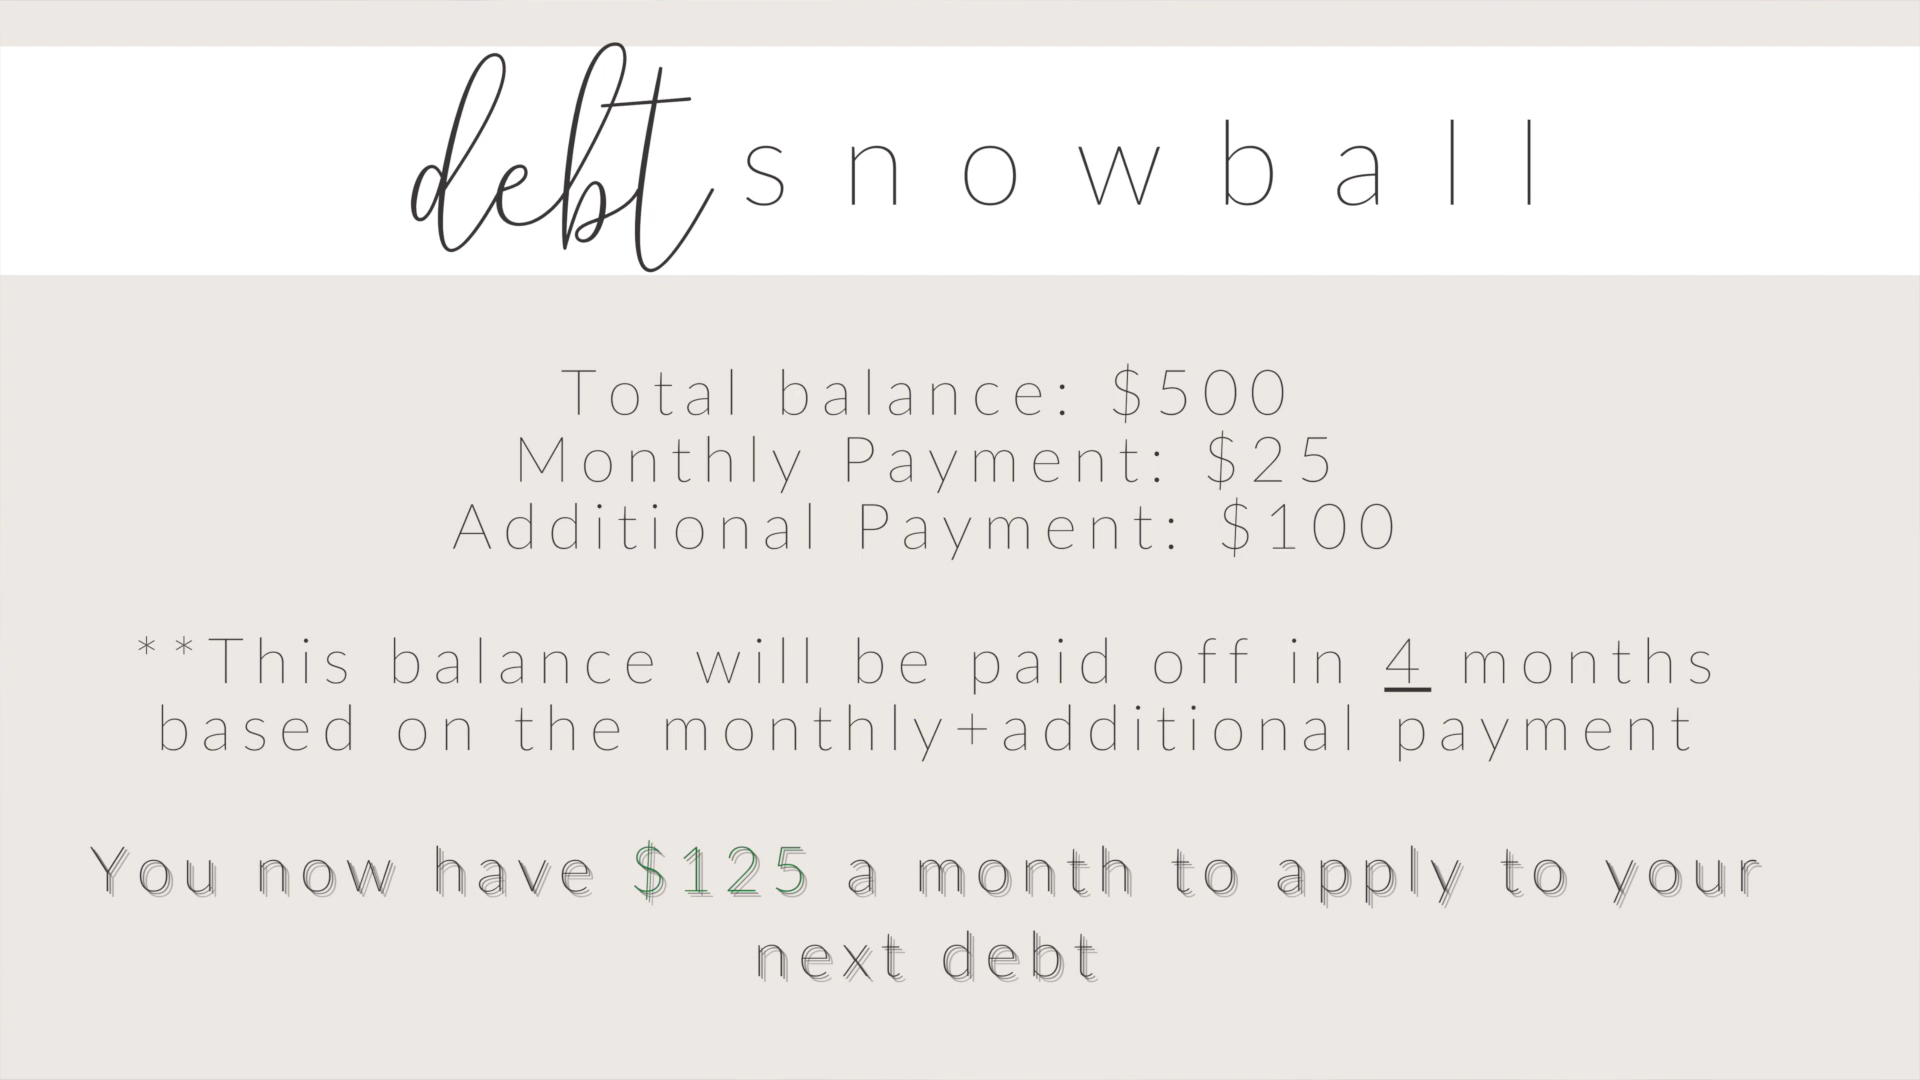 debt snowball
Total balance: $500
Monthly Payment: $25
Additional Payment: $100
**This balance will be paid off in 4 months
based on the monthly+additional payment
You now have $125 a month to apply to your
next debt